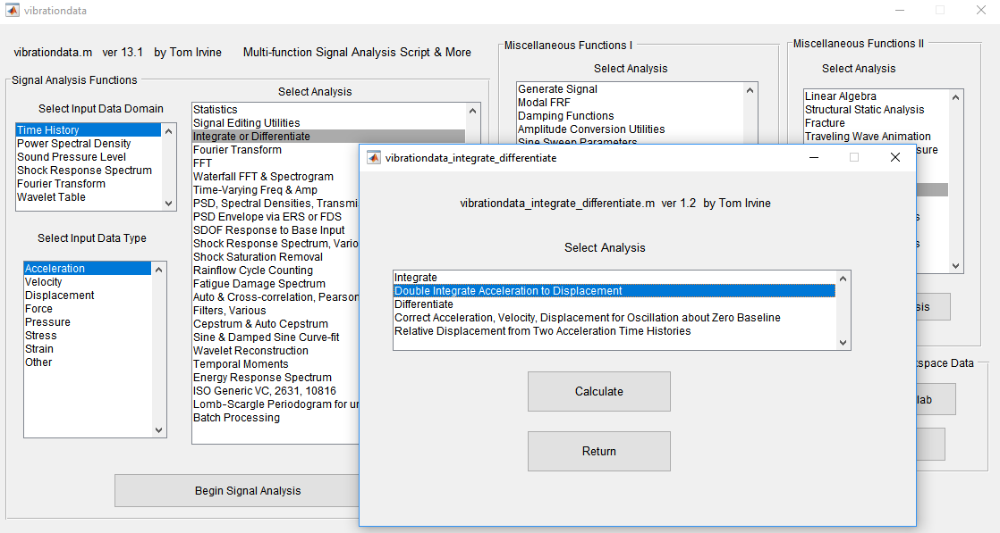 vibrationdata
vibrationdata.m ver 13.1 by Tom Irvine Multi-function Signal Analysis Script & More
Signal Analysis Functions
Select Input Data Domain
Time History
Power Spectral Density
Sound Pressure Level
Shock Response Spectrum
Fourier Transform
Wavelet Table
Select Input Data Type
Acceleration
Velocity
Displacement
Force
Pressure
Stress
Strain
Other
Select Analysis
Statistics
Signal Editing Utilities
Integrate or Differentiate
Fourier Transform
FFT
Waterfall FFT & Spectrogram
Time-Varying Freq & Amp
PSD, Spectral Densities, Transmi
PSD Envelope via ERS or FDS
SDOF Response to Base Input
Shock Response Spectrum, Vario
Shock Saturation Removal
Rainflow Cycle Counting
Fatigue Damage Spectrum
Auto & Cross-correlation, Pearson
Filters, Various
Cepstrum & Auto Cepstrum
Sine & Damped Sine Curve-fit
Wavelet Reconstruction
Temporal Moments
Energy Response Spectrum
ISO Generic VC, 2631, 10816
Lomb-Scargle Periodogram for un
Batch Processing
Begin Signal Analysis
Miscellaneous Functions I
Select Analysis
Generate Signal
Modal FRF
Damping Functions
Amplitude Conversion Utilities
Sine Sweep Parameters
Miscellaneous Functions II
Select Analysis
Linear Algebra
Structural Static Analysis
Fracture
Traveling Wave Animation
sure
s
s
sis
kspace Data
lab
vibrationdata_integrate_differentiate
vibrationdata_integrate_differentiate.m ver 1.2 by Tom Irvine
Select Analysis
Integrate
Double Integrate Acceleration to Displacement
Differentiate
Correct Acceleration, Velocity, Displacement for Oscillation about Zero Baseline
Relative Displacement from Two Acceleration Time Histories
Calculate
Return